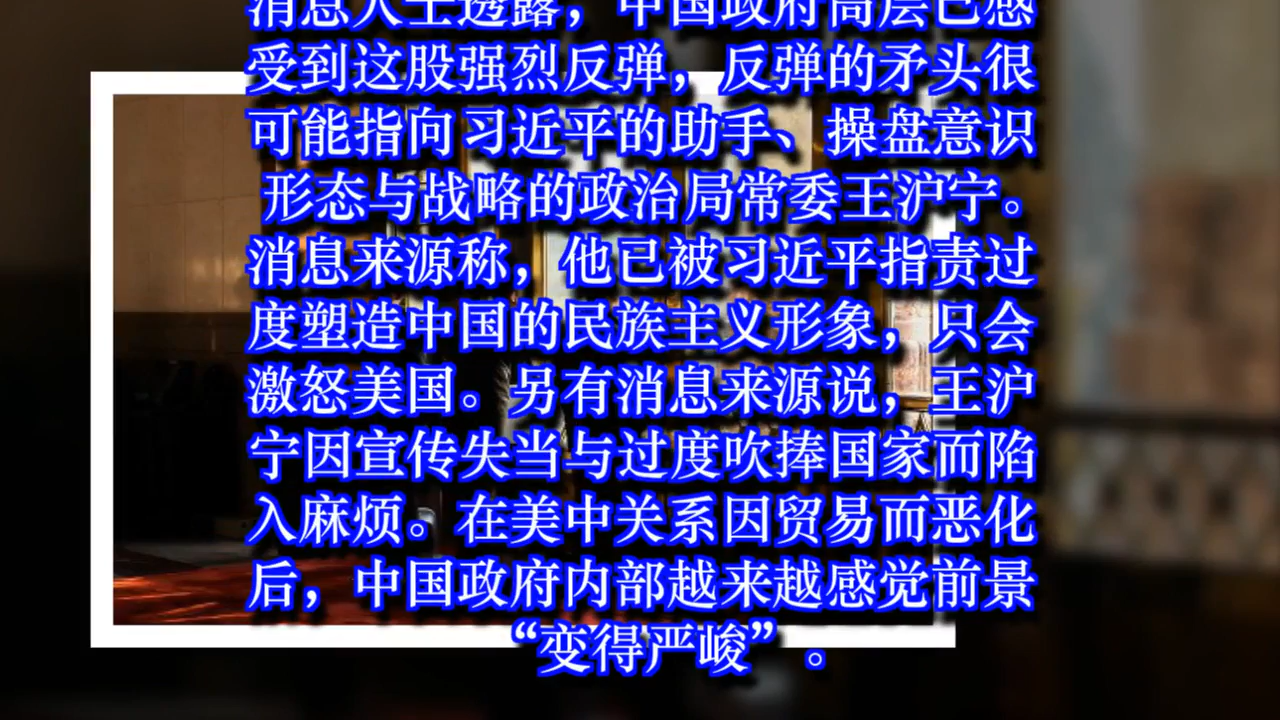 消息人士透露，中国政府高层已感
受到这股强烈反弹，反弹的矛头很
可能指向习近平的助手、操盘意识
形态与战略的政治局常委王沪宁。
消息来源称，他已被习近平指责过
度塑造中国的民族主义形象，只会
激怒美国。另有消息来源说，王沪
宁因宣传失当与过度吹捧国家而陷
入麻烦。在美中关系因贸易而恶化
后，中国政府内部越来越感觉前景
“变得严峻”。